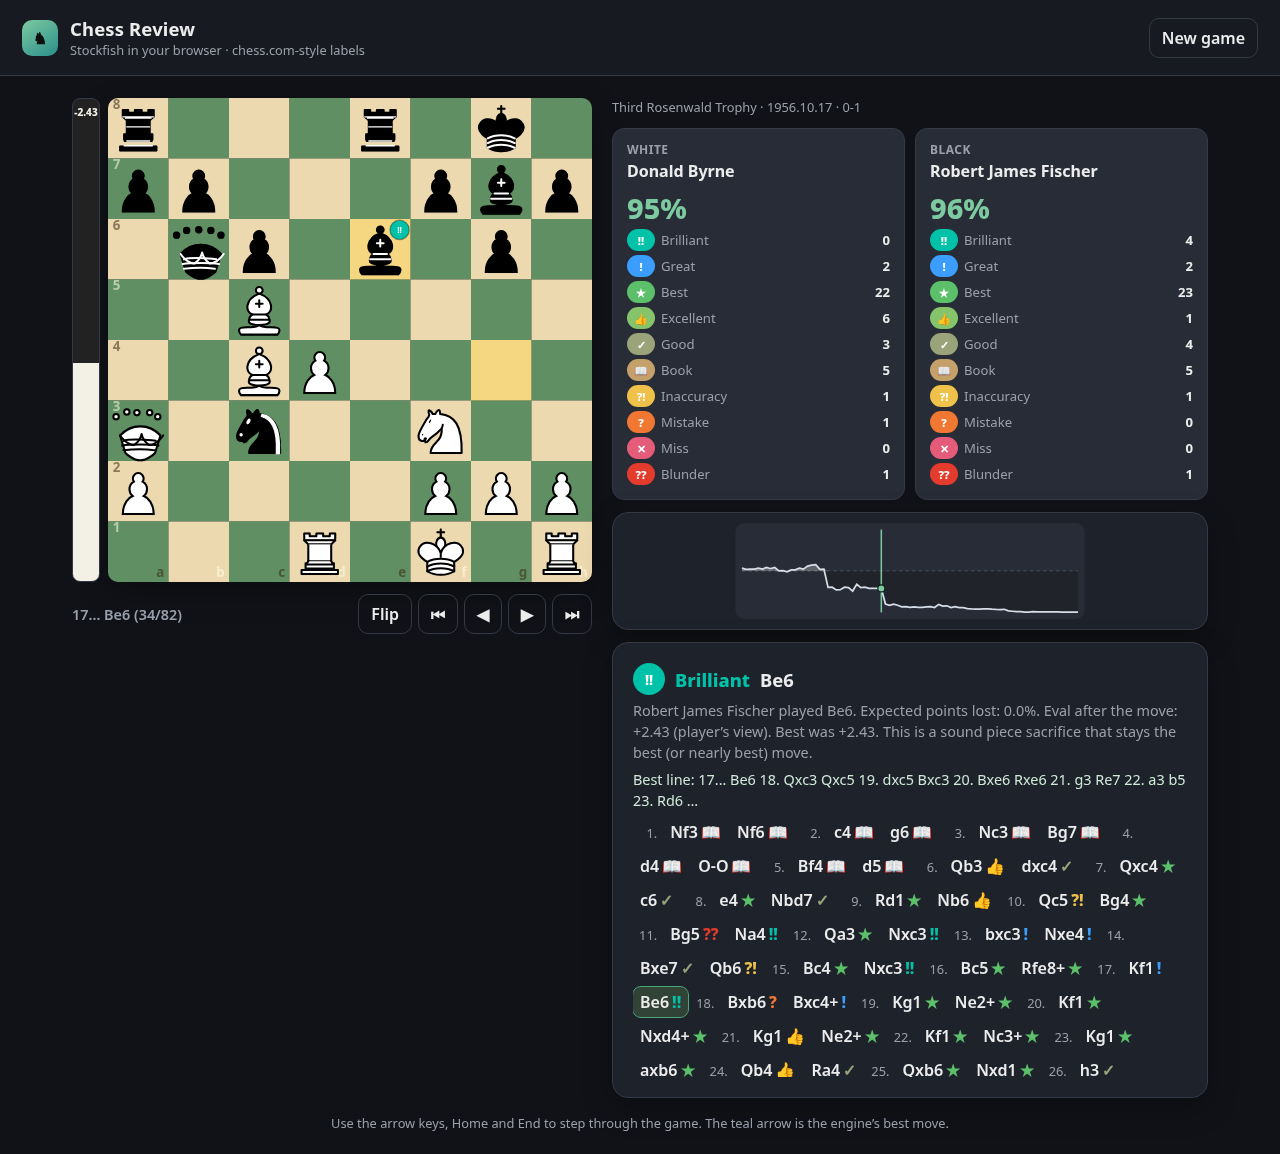 Chess Review
Stockfish in your browser · chess.com-style labels
New game
-2.43
8
7
6
!!
5
4
3
2
1
a
b
c
d
e
f
g
17… Be6 (34/82)
Flip
Third Rosenwald Trophy · 1956.10.17 · 0-1
WHITE
Donald Byrne
95%
!! Brilliant 0
! Great 2
★ Best 22
👍 Excellent 6
✓ Good 3
📖 Book 5
?! Inaccuracy 1
? Mistake 1
✕ Miss 0
?? Blunder 1
BLACK
Robert James Fischer
96%
!! Brilliant 4
! Great 2
★ Best 23
👍 Excellent 1
✓ Good 4
📖 Book 5
?! Inaccuracy 1
? Mistake 0
✕ Miss 0
?? Blunder 1
!! Brilliant Be6
Robert James Fischer played Be6. Expected points lost: 0.0%. Eval after the move:
+2.43 (player's view). Best was +2.43. This is a sound piece sacrifice that stays the
best (or nearly best) move.
Best line: 17… Be6 18. Qxc3 Qxc5 19. dxc5 Bxc3 20. Bxe6 Rxe6 21. g3 Re7 22. a3 b5
23. Rd6 …
1. Nf3 📖 Nf6 📖 2. c4 📖 g6 📖 3. Nc3 📖 Bg7 📖 4.
d4 📖 O-O 📖 5. Bf4 📖 d5 📖 6. Qb3 👍 dxc4 ✓ 7. Qxc4 ★
c6 ✓ 8. e4 ★ Nbd7 ✓ 9. Rd1 ★ Nb6 👍 10. Qc5 ?! Bg4 ★
11. Bg5 ?? Na4 !! 12. Qa3 ★ Nxc3 !! 13. bxc3 ! Nxe4 ! 14.
Bxe7 ✓ Qb6 ?! 15. Bc4 ★ Nxc3 !! 16. Bc5 ★ Rfe8+ ★ 17. Kf1 !
Be6 !! 18. Bxb6 ? Bxc4+ ! 19. Kg1 ★ Ne2+ ★ 20. Kf1 ★
Nxd4+ ★ 21. Kg1 👍 Ne2+ ★ 22. Kf1 ★ Nc3+ ★ 23. Kg1 ★
axb6 ★ 24. Qb4 👍 Ra4 ✓ 25. Qxb6 ★ Nxd1 ★ 26. h3 ✓
Use the arrow keys, Home and End to step through the game. The teal arrow is the engine’s best move.